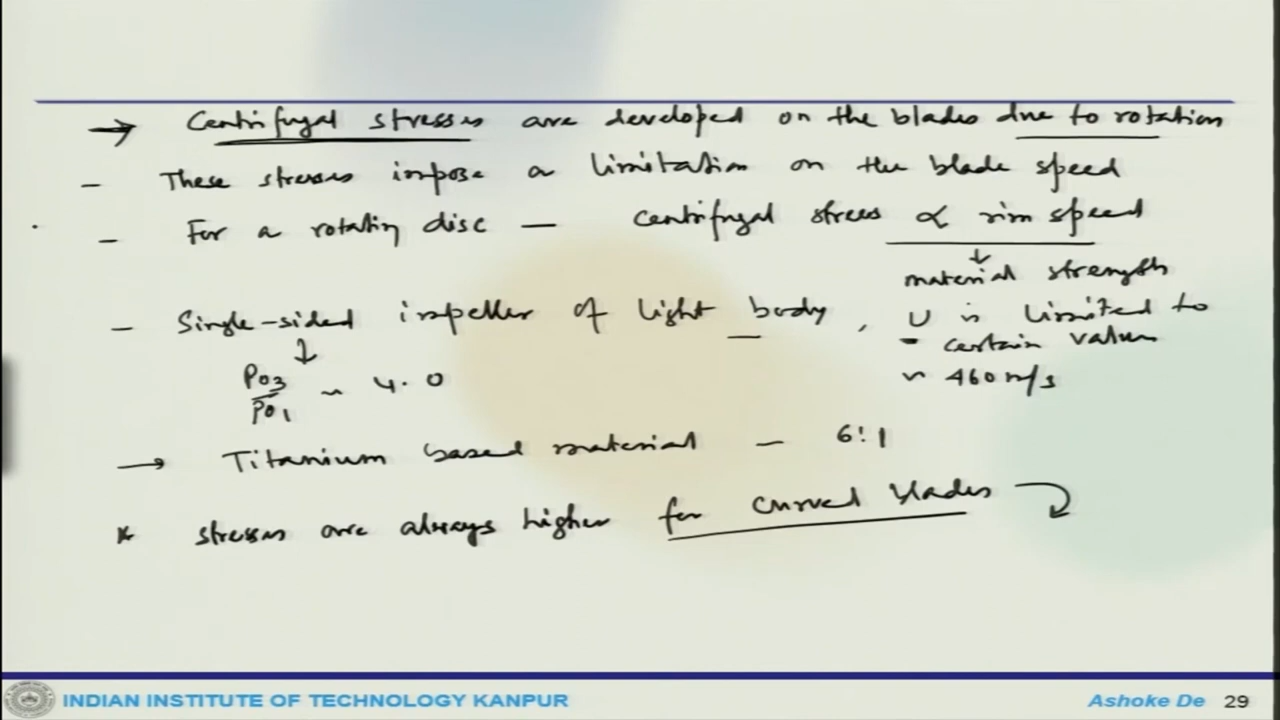 → Centrifugal stresses are developed on the blades due to rotation
- These stresses impose a limitation on the blade speed
- For a rotating disc — centrifugal stress ∝ rim speed
↓
material strength
- Single-sided impeller of light body, U is limited to
- certain value
~ 460 m/s
↓
P03/P01 ~ 4.0
→ Titanium based material — 6:1
* stresses are always higher for curved blades
INDIAN INSTITUTE OF TECHNOLOGY KANPUR
Ashoke De 29